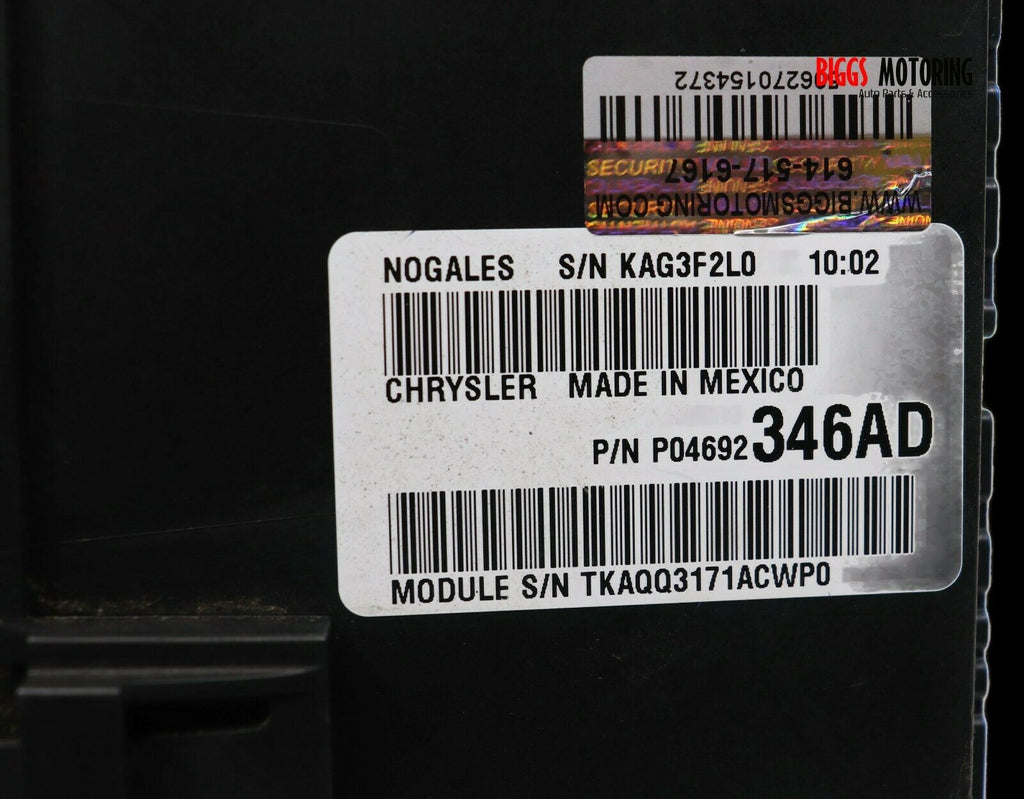 BIGGS MOTORING
Auto Parts & Accessories
614-517-6167
WWW.BIGGSMOTORING.COM
NOGALES S/N KAG3F2L0 10:02
CHRYSLER MADE IN MEXICO
P/N P04692346AD
MODULE S/N TKAQQ3171ACWP0